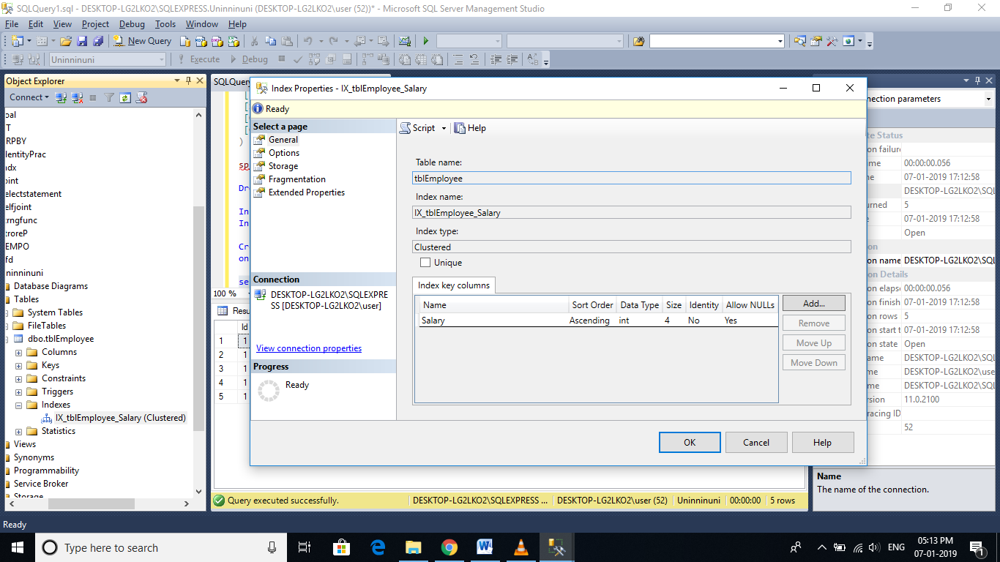 SQLQuery1.sql - DESKTOP-LG2LKO2\SQLEXPRESS.Uninninuni (DESKTOP-LG2LKO2\user (52))* - Microsoft SQL Server Management Studio
File Edit View Project Debug Tools Window Help
New Query
Uninninuni
Execute
Debug
Object Explorer
Connect
oal
T
RPBY
dentityPrac
ndx
oint
electstatement
elfjoint
trngfunc
troreP
EMPO
fd
ninninuni
Database Diagrams
Tables
System Tables
FileTables
dbo.tblEmployee
Columns
Keys
Constraints
Triggers
Indexes
IX_tblEmployee_Salary (Clustered)
Statistics
Views
Synonyms
Programmability
Service Broker
Storage
SQLQuery
)
sp
Dr
In
In
Cr
on
se
100 %
Resu
Id
1 1
2 1
3 1
4 1
5 1
Index Properties - IX_tblEmployee_Salary
Ready
Select a page
General
Options
Storage
Fragmentation
Extended Properties
Connection
DESKTOP-LG2LKO2\SQLEXPRE
SS [DESKTOP-LG2LKO2\user]
View connection properties
Progress
Ready
Script Help
Table name:
tblEmployee
Index name:
IX_tblEmployee_Salary
Index type:
Clustered
Unique
Index key columns
Name Sort Order Data Type Size Identity Allow NULLs
Salary Ascending int 4 No Yes
Add...
Remove
Move Up
Move Down
OK Cancel Help
nection parameters
te Status
on failure
me 00:00:00.056
me 07-01-2019 17:12:58
DESKTOP-LG2LKO2\SQL
urned 5
e 07-01-2019 17:12:58
Open
on
on name DESKTOP-LG2LKO2\SQL
on Details
on elapse 00:00:00.056
on finish 07-01-2019 17:12:58
on rows 5
on start t 07-01-2019 17:12:58
on state Open
ame DESKTOP-LG2LKO2\SQL
me DESKTOP-LG2LKO2\use
me DESKTOP-LG2LKO2\SQL
rsion 11.0.2100
racing ID
52
Name
The name of the connection.
Query executed successfully. DESKTOP-LG2LKO2\SQLEXPRESS ... DESKTOP-LG2LKO2\user (52) Uninninuni 00:00:00 5 rows
Ready
Type here to search
ENG
05:13 PM
07-01-2019
1